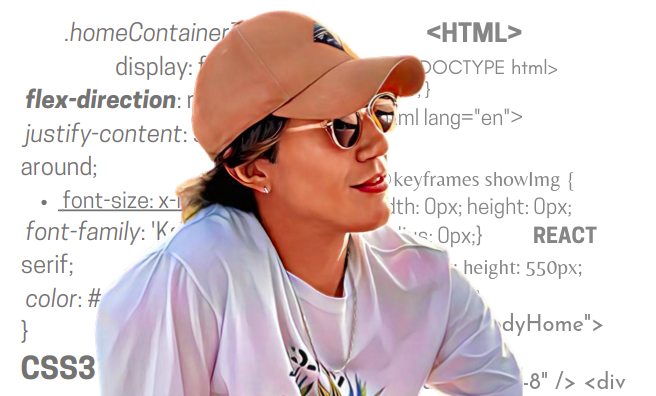 .homeContainer
<HTML>
display:
DOCTYPE html>
flex-direction:
}
justify-content:
ml lang="en">
around;
keyframes showImg {
• font-size: x-
dth: 0px; height: 0px;
font-family: 'K
0px;}
REACT
serif;
height: 550px;
color: #
dyHome">
}
CSS3
-8" /> <div